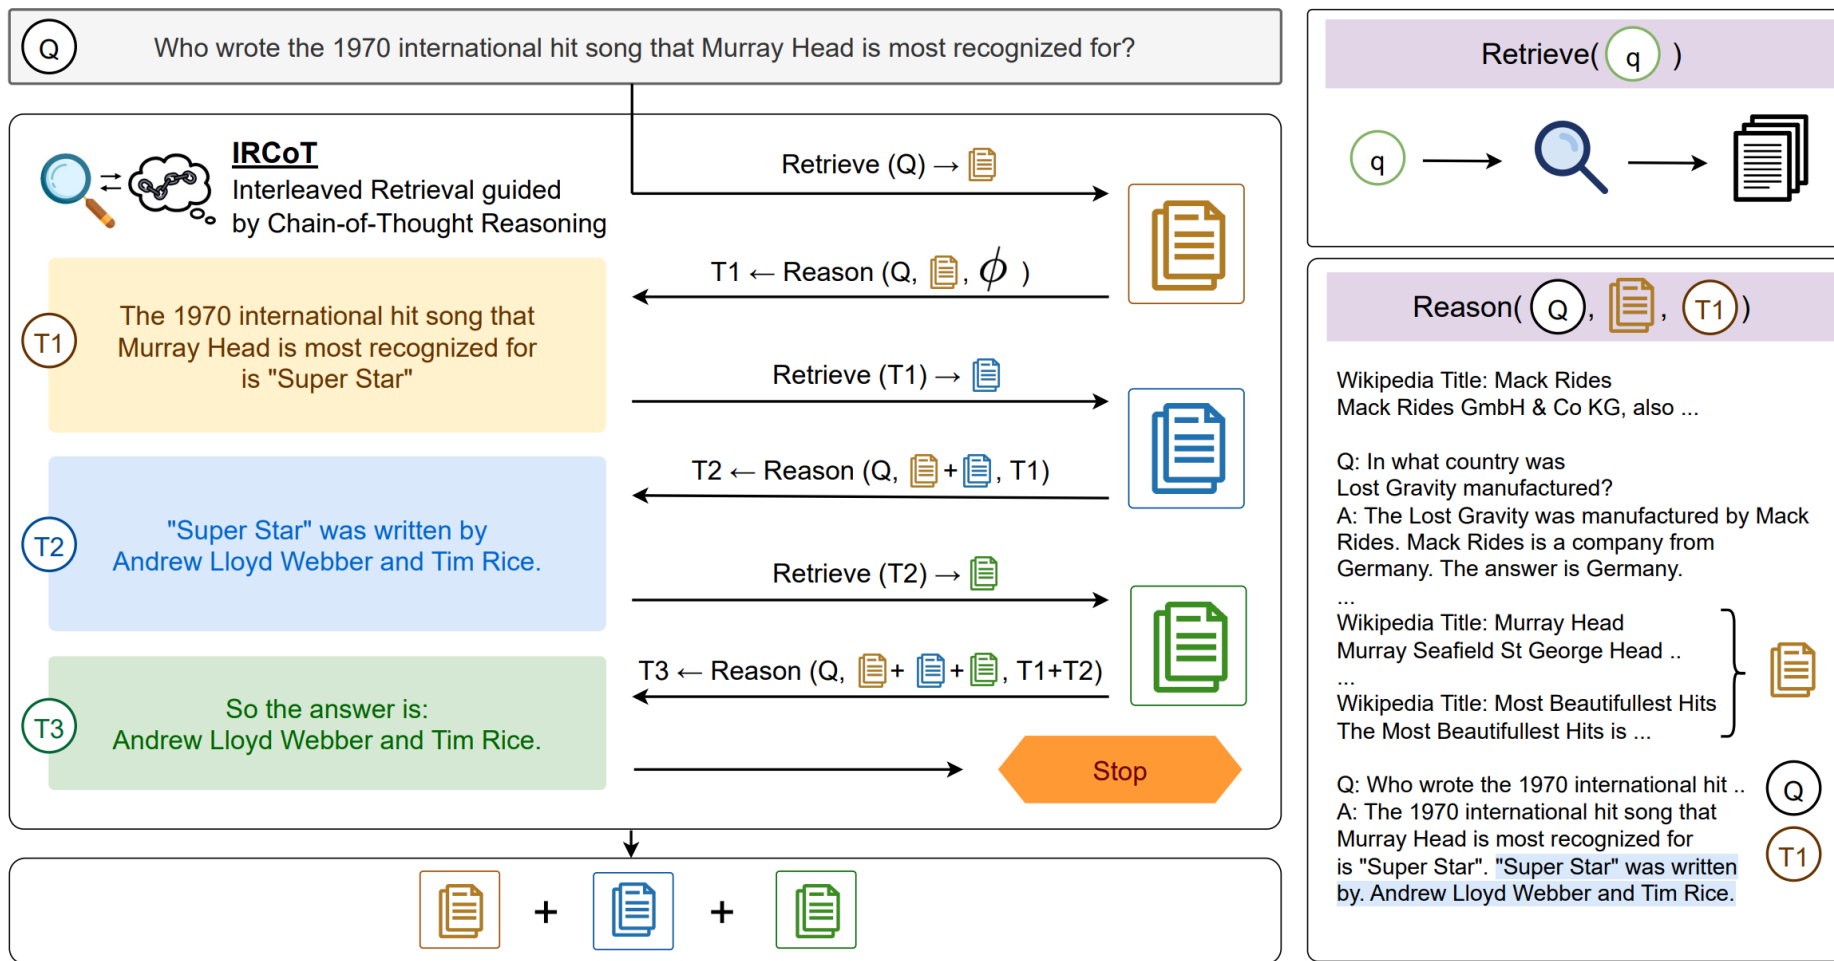 Q Who wrote the 1970 international hit song that Murray Head is most recognized for?
IRCoT
Interleaved Retrieval guided
by Chain-of-Thought Reasoning
Retrieve (Q) →
T1 ← Reason (Q, , ϕ )
T1
The 1970 international hit song that
Murray Head is most recognized for
is "Super Star"
Retrieve (T1) →
T2 ← Reason (Q, + , T1)
T2
"Super Star" was written by
Andrew Lloyd Webber and Tim Rice.
Retrieve (T2) →
T3 ← Reason (Q, + + , T1+T2)
T3
So the answer is:
Andrew Lloyd Webber and Tim Rice.
Stop
+ +
Retrieve( q )
q
Reason( Q , , T1 )
Wikipedia Title: Mack Rides
Mack Rides GmbH & Co KG, also ...
Q: In what country was
Lost Gravity manufactured?
A: The Lost Gravity was manufactured by Mack
Rides. Mack Rides is a company from
Germany. The answer is Germany.
...
Wikipedia Title: Murray Head
Murray Seafield St George Head ..
...
Wikipedia Title: Most Beautifullest Hits
The Most Beautifullest Hits is ...
Q: Who wrote the 1970 international hit ..
Q
A: The 1970 international hit song that
Murray Head is most recognized for
T1
is "Super Star". "Super Star" was written
by. Andrew Lloyd Webber and Tim Rice.